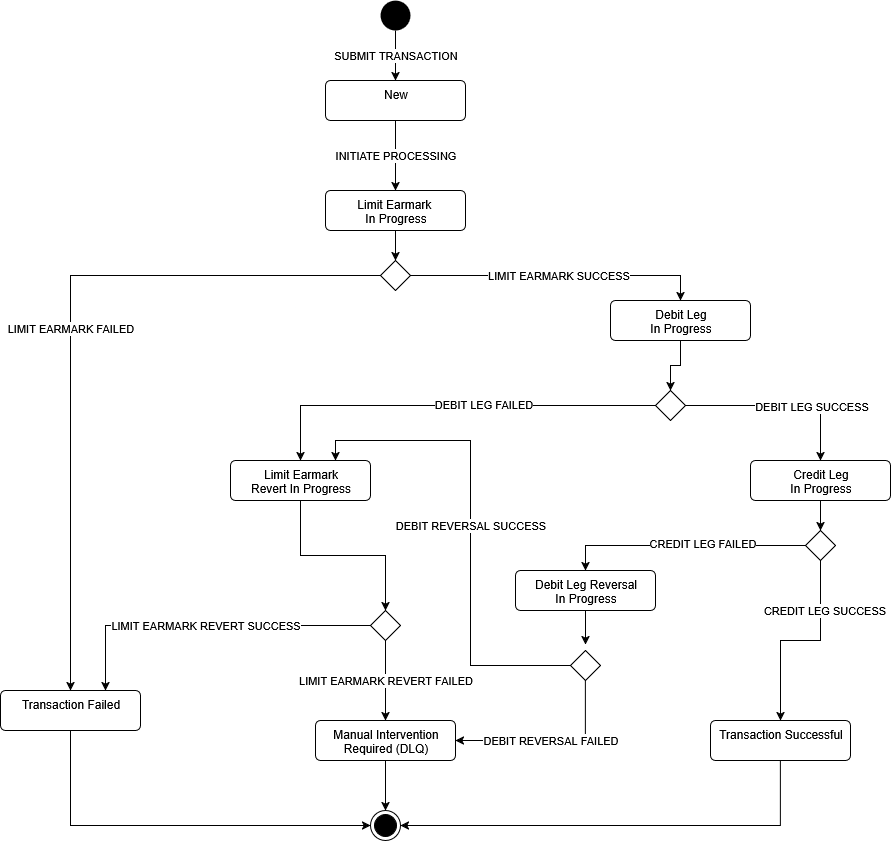 SUBMIT TRANSACTION
New
INITIATE PROCESSING
Limit Earmark
In Progress
LIMIT EARMARK SUCCESS
Debit Leg
In Progress
LIMIT EARMARK FAILED
DEBIT LEG FAILED
DEBIT LEG SUCCESS
Limit Earmark
Revert In Progress
Credit Leg
In Progress
DEBIT REVERSAL SUCCESS
CREDIT LEG FAILED
Debit Leg Reversal
In Progress
CREDIT LEG SUCCESS
LIMIT EARMARK REVERT SUCCESS
LIMIT EARMARK REVERT FAILED
Transaction Failed
Manual Intervention
Required (DLQ)
DEBIT REVERSAL FAILED
Transaction Successful